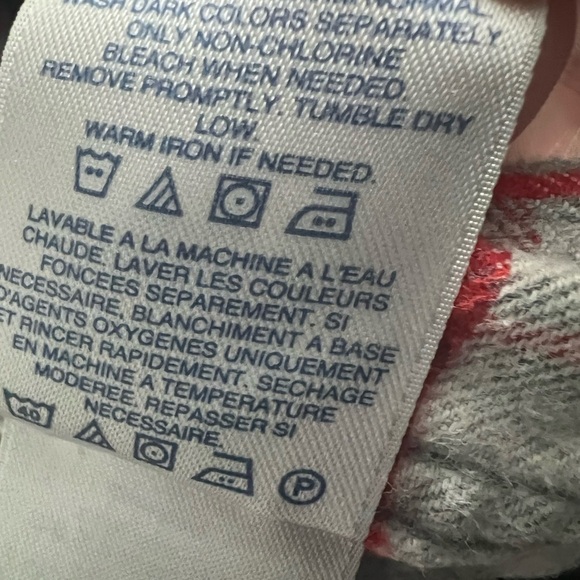 WASH DARK COLORS SEPARATELY
ONLY NON-CHLORINE
BLEACH WHEN NEEDED
REMOVE PROMPTLY. TUMBLE DRY
LOW.
WARM IRON IF NEEDED.
LAVABLE A LA MACHINE A L'EAU
CHAUDE. LAVER LES COULEURS
FONCEES SEPAREMENT. SI
NECESSAIRE, BLANCHIMENT A BASE
D'AGENTS OXYGENES UNIQUEMENT
ET RINCER RAPIDEMENT. SECHAGE
EN MACHINE A TEMPERATURE
MODEREE. REPASSER SI
NECESSAIRE.
40
P